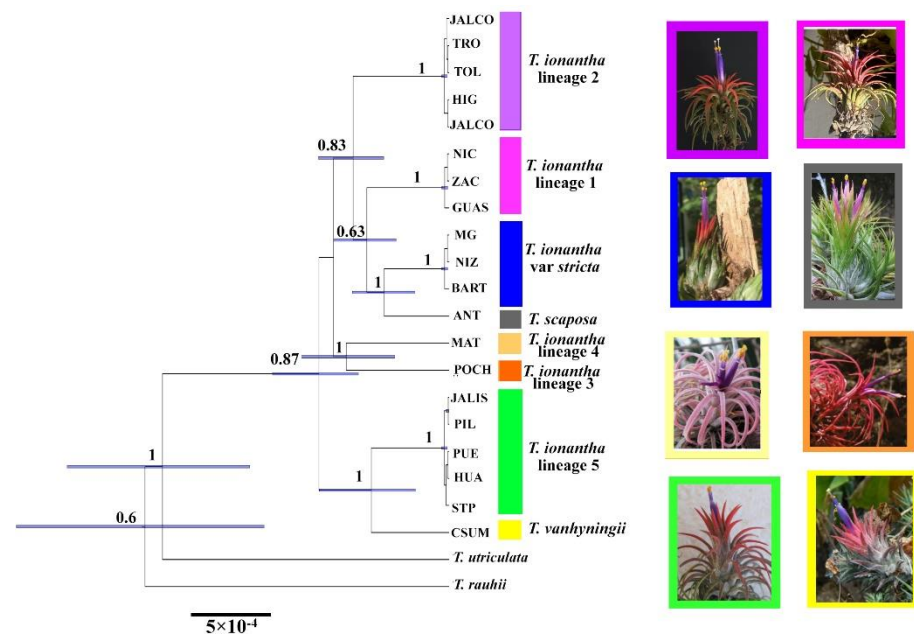 JALCO
TRO
TOL
HIG
JALCO
T. ionantha
lineage 2
1
0.83
NIC
ZAC
GUAS
T. ionantha
lineage 1
1
0.63
MG
NIZ
BART
T. ionantha
var stricta
1
1
ANT
T. scaposa
MAT
T. ionantha
lineage 4
1
0.87
POCH
T. ionantha
lineage 3
JALIS
PIL
PUE
HUA
STP
T. ionantha
lineage 5
1
1
1
CSUM
T. vanhyningii
0.6
T. utriculata
T. rauhii
5×10⁻⁴